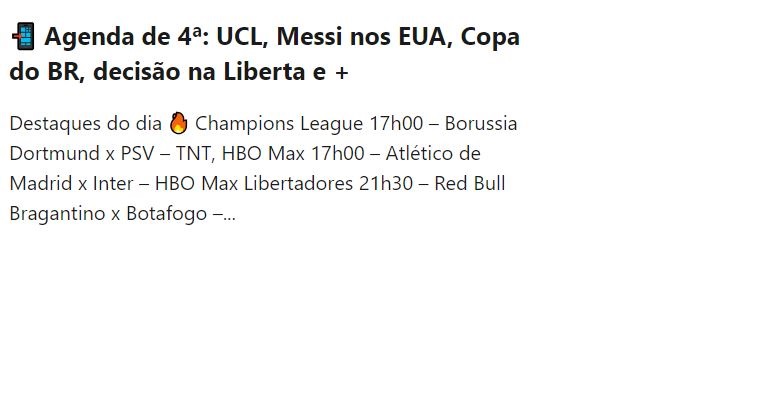 📲 Agenda de 4ª: UCL, Messi nos EUA, Copa
do BR, decisão na Liberta e +
Destaques do dia 🔥 Champions League 17h00 – Borussia
Dortmund x PSV – TNT, HBO Max 17h00 – Atlético de
Madrid x Inter – HBO Max Libertadores 21h30 – Red Bull
Bragantino x Botafogo –...